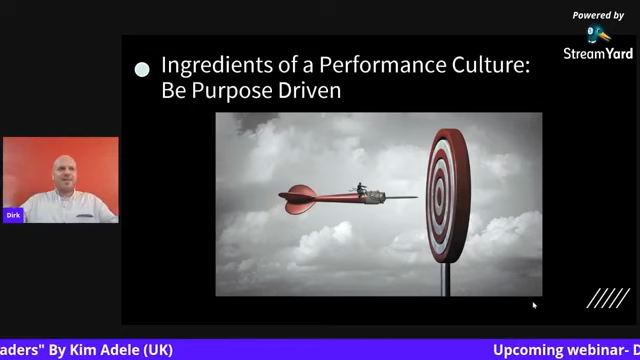 Powered by
StreamYard
Ingredients of a Performance Culture:
Be Purpose Driven
Dirk
aders" By Kim Adele (UK)
Upcoming webinar- D